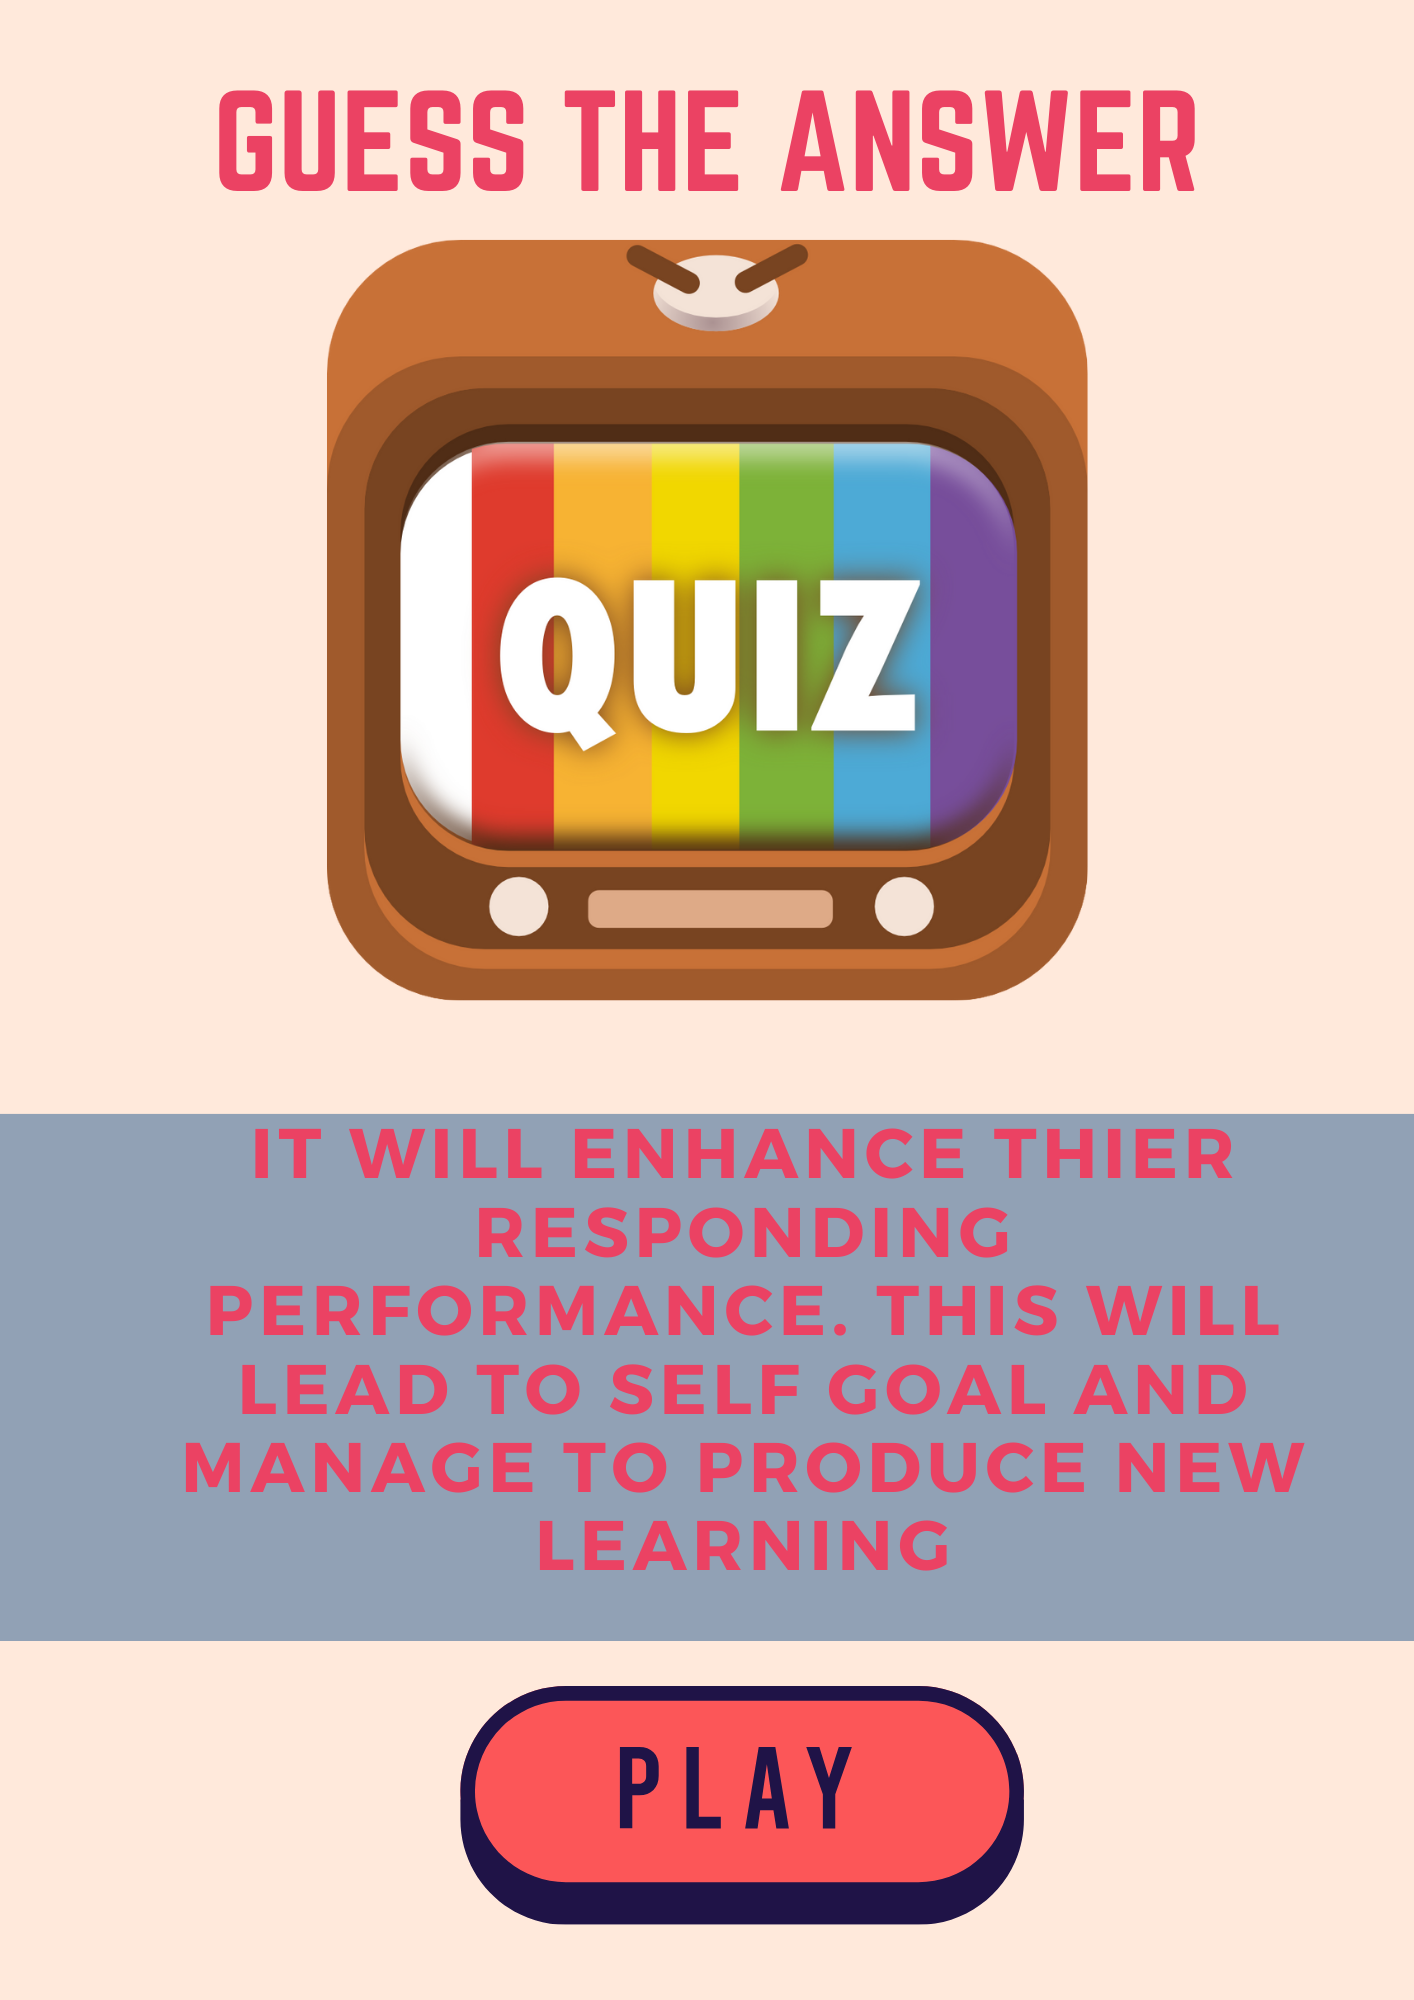 GUESS THE ANSWER
QUIZ
IT WILL ENHANCE THIER
RESPONDING
PERFORMANCE. THIS WILL
LEAD TO SELF GOAL AND
MANAGE TO PRODUCE NEW
LEARNING
PLAY